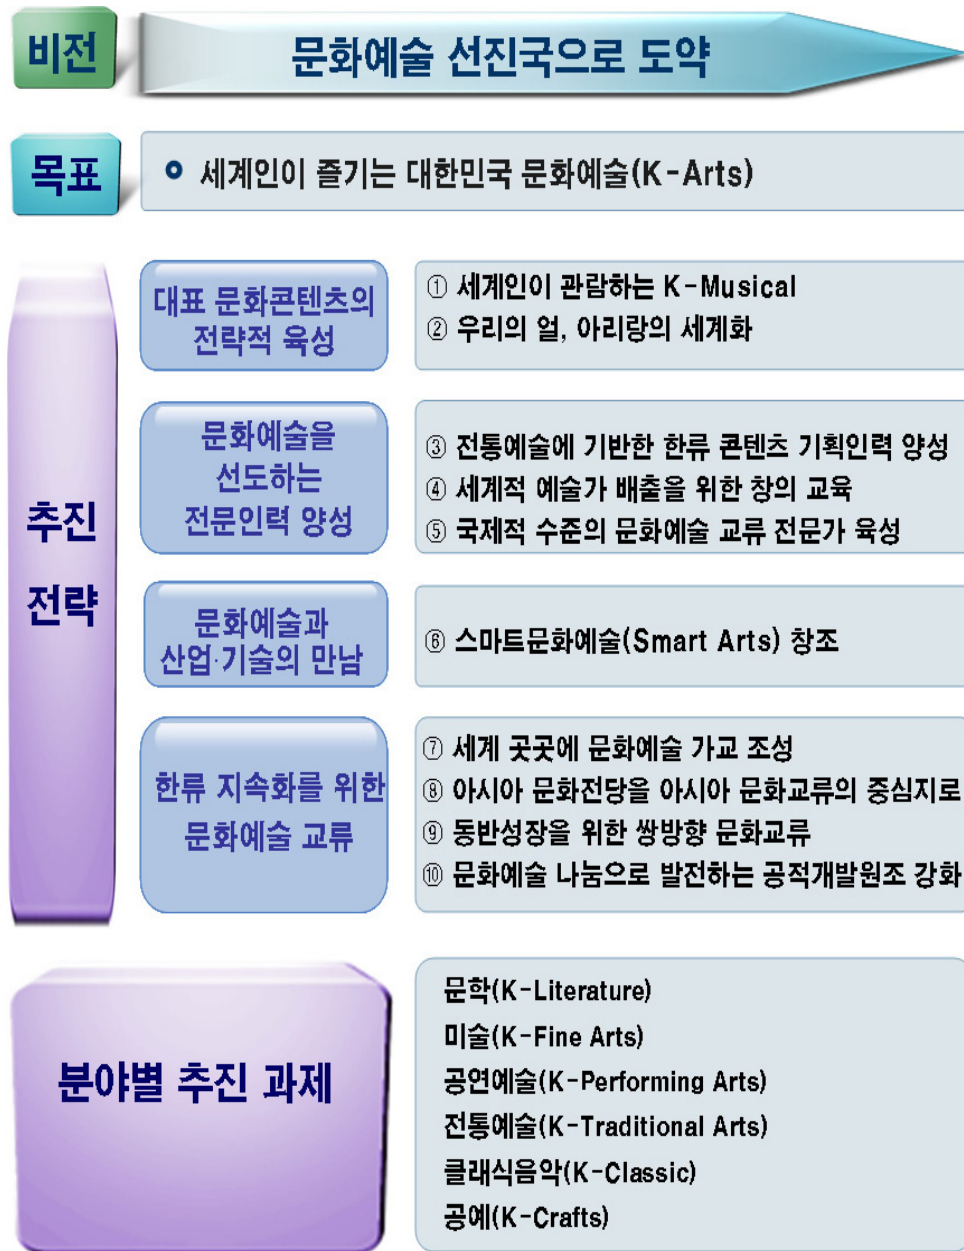 비전
문화예술 선진국으로 도약
목표
세계인이 즐기는 대한민국 문화예술(K-Arts)
추진
전략
대표 문화콘텐츠의
전략적 육성
① 세계인이 관람하는 K-Musical
② 우리의 얼, 아리랑의 세계화
문화예술을
선도하는
전문인력 양성
③ 전통예술에 기반한 한류 콘텐츠 기획인력 양성
④ 세계적 예술가 배출을 위한 창의 교육
⑤ 국제적 수준의 문화예술 교류 전문가 육성
문화예술과
산업·기술의 만남
⑥ 스마트문화예술(Smart Arts) 창조
한류 지속화를 위한
문화예술 교류
⑦ 세계 곳곳에 문화예술 가교 조성
⑧ 아시아 문화전당을 아시아 문화교류의 중심지로
⑨ 동반성장을 위한 쌍방향 문화교류
⑩ 문화예술 나눔으로 발전하는 공적개발원조 강화
분야별 추진 과제
문학(K-Literature)
미술(K-Fine Arts)
공연예술(K-Performing Arts)
전통예술(K-Traditional Arts)
클래식음악(K-Classic)
공예(K-Crafts)